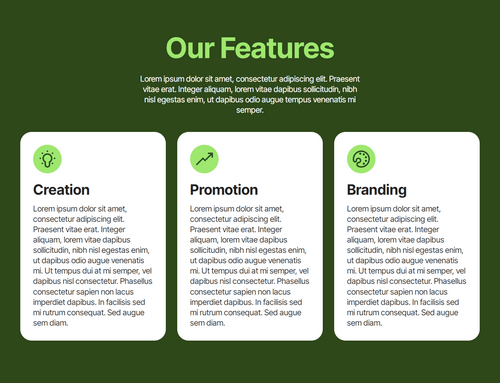 Our Features
Lorem ipsum dolor sit amet, consectetur adipiscing elit. Praesent
vitae erat. Integer aliquam, lorem vitae dapibus sollicitudin, nibh
nisl egestas enim, ut dapibus odio augue tempus venenatis mi
semper.
Creation
Lorem ipsum dolor sit amet,
consectetur adipiscing elit.
Praesent vitae erat. Integer
aliquam, lorem vitae dapibus
sollicitudin, nibh nisl egestas enim,
ut dapibus odio augue venenatis
mi. Ut tempus dui at mi semper, vel
dapibus nisl consectetur. Phasellus
consectetur sapien non lacus
imperdiet dapibus. In facilisis sed
mi rutrum consequat. Sed augue
sem diam.
Promotion
Lorem ipsum dolor sit amet,
consectetur adipiscing elit.
Praesent vitae erat. Integer
aliquam, lorem vitae dapibus
sollicitudin, nibh nisl egestas enim,
ut dapibus odio augue venenatis
mi. Ut tempus dui at mi semper, vel
dapibus nisl consectetur. Phasellus
consectetur sapien non lacus
imperdiet dapibus. In facilisis sed
mi rutrum consequat. Sed augue
sem diam.
Branding
Lorem ipsum dolor sit amet,
consectetur adipiscing elit.
Praesent vitae erat. Integer
aliquam, lorem vitae dapibus
sollicitudin, nibh nisl egestas enim,
ut dapibus odio augue venenatis
mi. Ut tempus dui at mi semper, vel
dapibus nisl consectetur. Phasellus
consectetur sapien non lacus
imperdiet dapibus. In facilisis sed
mi rutrum consequat. Sed augue
sem diam.